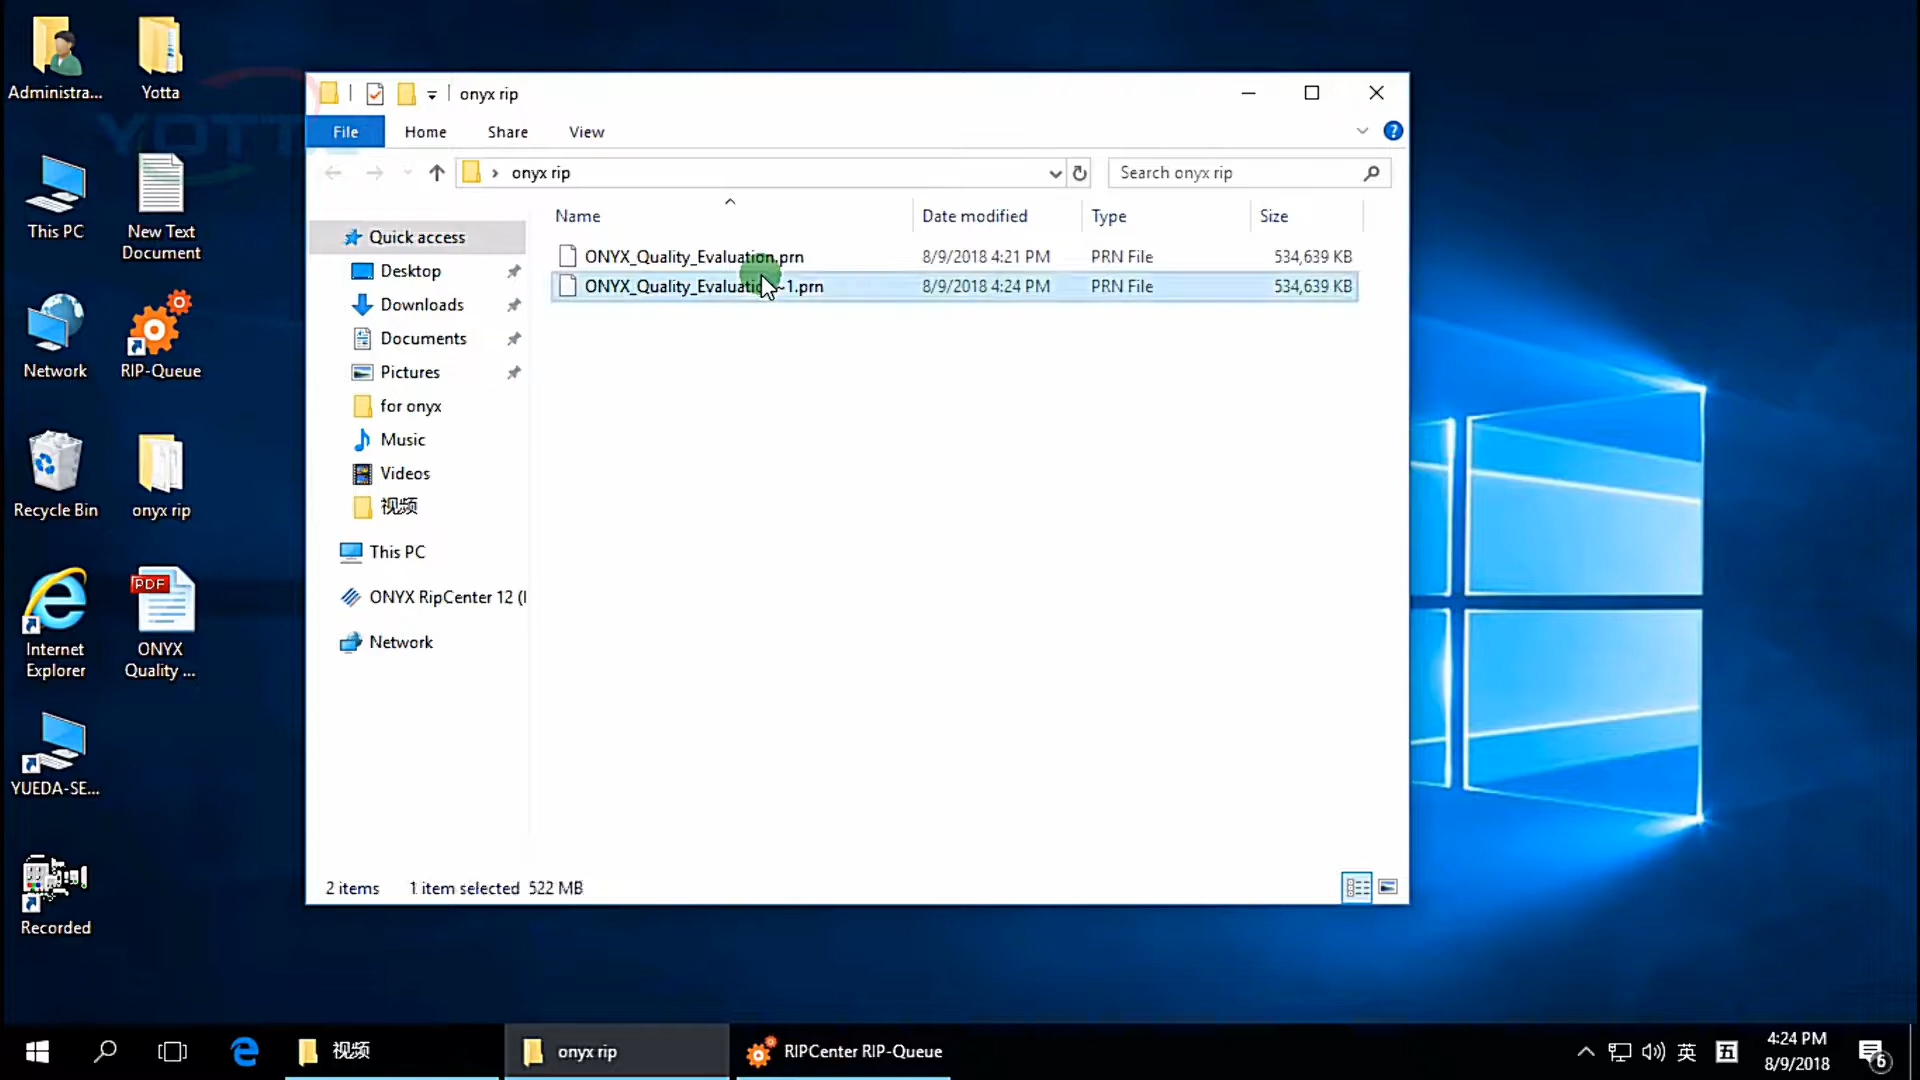 Administra...
Yotta
This PC
New Text
Document
Network
RIP-Queue
Recycle Bin
onyx rip
Internet
Explorer
ONYX
Quality ...
PDF
YUEDA-SE...
Recorded
YOTTA
onyx rip
File Home Share View
onyx rip
Search onyx rip
Name Date modified Type Size
ONYX_Quality_Evaluation.prn 8/9/2018 4:21 PM PRN File 534,639 KB
ONYX_Quality_Evaluation~1.prn 8/9/2018 4:24 PM PRN File 534,639 KB
Quick access
Desktop
Downloads
Documents
Pictures
for onyx
Music
Videos
视频
This PC
ONYX RipCenter 12 (
Network
2 items 1 item selected 522 MB
视频
onyx rip
RIPCenter RIP-Queue
英
五
4:24 PM
8/9/2018
6